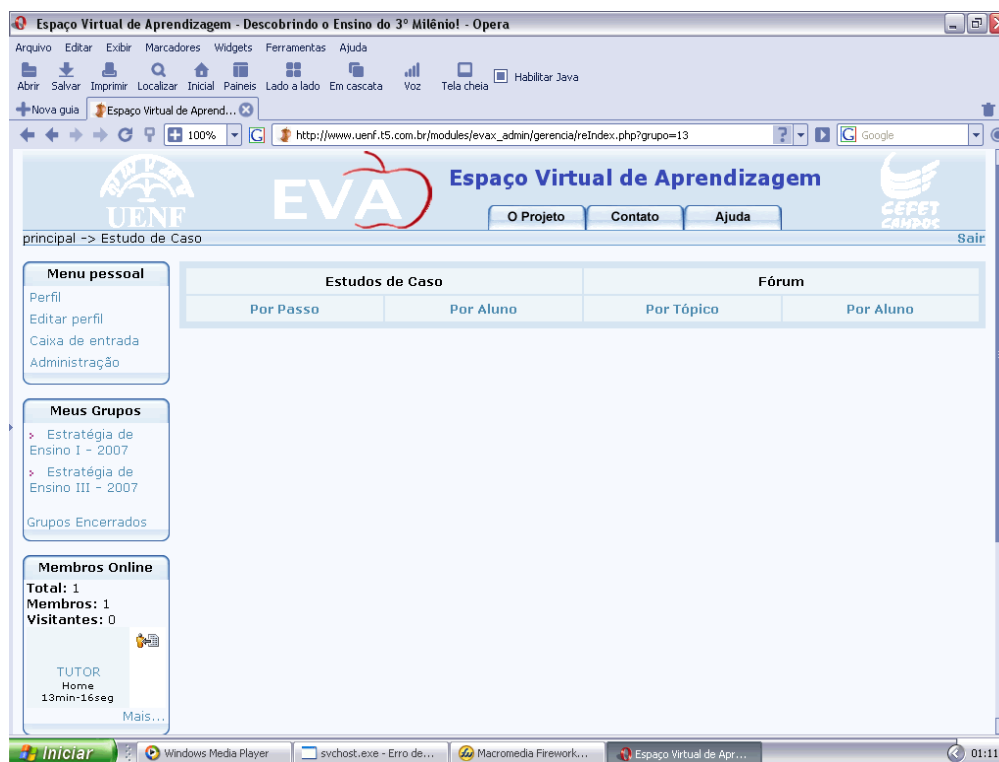 Espaço Virtual de Aprendizagem - Descobrindo o Ensino do 3º Milênio! - Opera
Arquivo Editar Exibir Marcadores Widgets Ferramentas Ajuda
Abrir Salvar Imprimir Localizar Inicial Paineis Lado a lado Em cascata Voz Tela cheia Habilitar Java
Nova guia Espaço Virtual de Aprend...
100% G http://www.uenf.t5.com.br/modules/evax_admin/gerencia/reIndex.php?grupo=13 ? G Google
UENF EVA Espaço Virtual de Aprendizagem CEFET CAMPOS
O Projeto Contato Ajuda
principal -> Estudo de Caso Sair
Menu pessoal
Perfil
Editar perfil
Caixa de entrada
Administração
Estudos de Caso Fórum
Por Passo Por Aluno Por Tópico Por Aluno
Meus Grupos
Estratégia de
Ensino I - 2007
Estratégia de
Ensino III - 2007
Grupos Encerrados
Membros Online
Total: 1
Membros: 1
Visitantes: 0
TUTOR
Home
13min-16seg
Mais...
Iniciar Windows Media Player svchost.exe - Erro de... Macromedia Firework... Espaço Virtual de Apr... 01:11